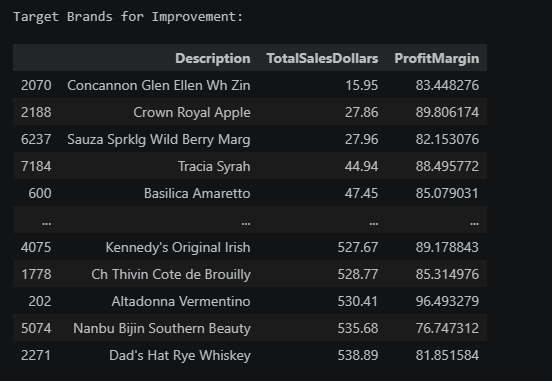 Target Brands for Improvement:
Description TotalSalesDollars ProfitMargin
2070 Concannon Glen Ellen Wh Zin 15.95 83.448276
2188 Crown Royal Apple 27.86 89.806174
6237 Sauza Sprklg Wild Berry Marg 27.96 82.153076
7184 Tracia Syrah 44.94 88.495772
600 Basilica Amaretto 47.45 85.079031
... ... ... ...
4075 Kennedy's Original Irish 527.67 89.178843
1778 Ch Thivin Cote de Brouilly 528.77 85.314976
202 Altadonna Vermentino 530.41 96.493279
5074 Nanbu Bijin Southern Beauty 535.68 76.747312
2271 Dad's Hat Rye Whiskey 538.89 81.851584